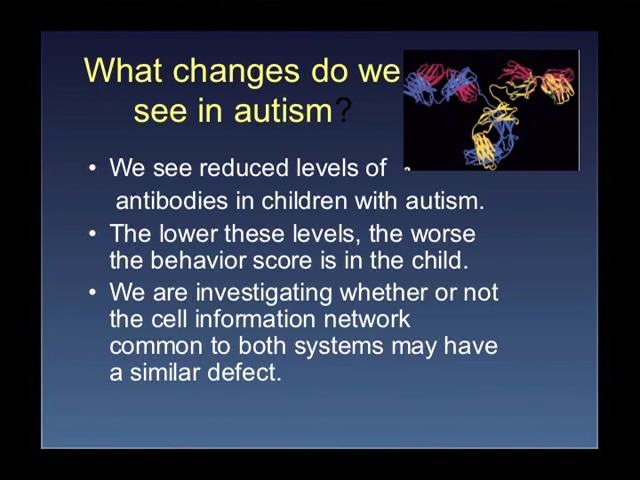 What changes do we
see in autism?
• We see reduced levels of
antibodies in children with autism.
• The lower these levels, the worse
the behavior score is in the child.
• We are investigating whether or not
the cell information network
common to both systems may have
a similar defect.